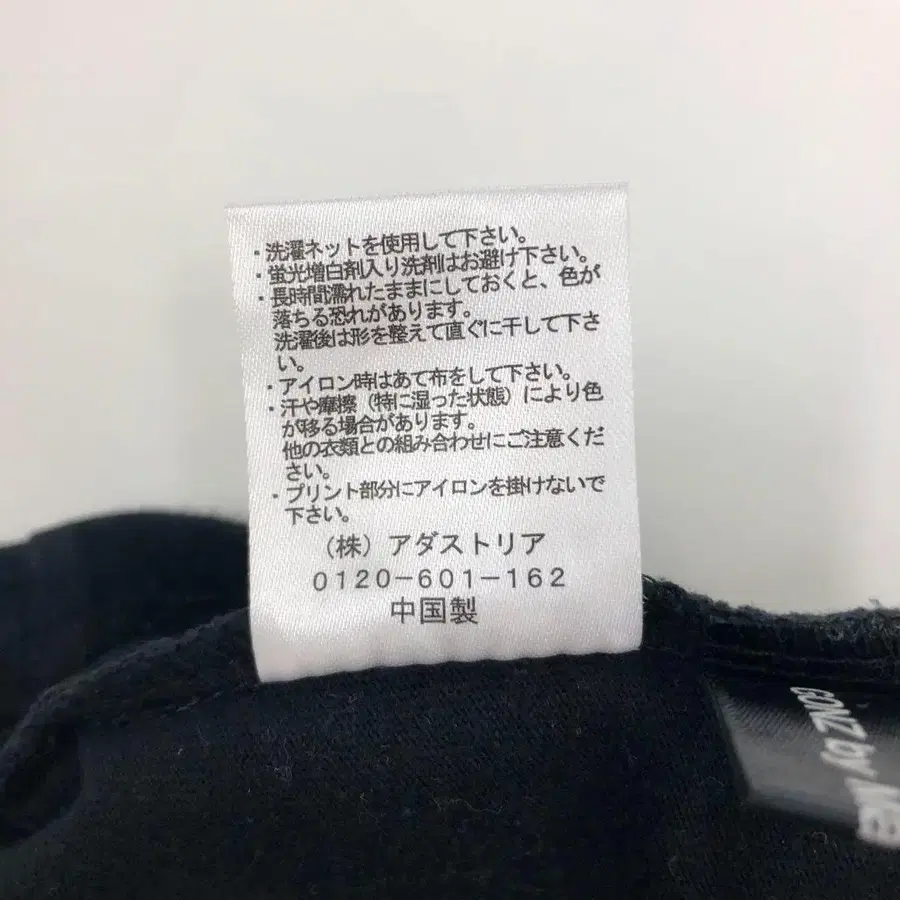 ・洗濯ネットを使用して下さい。
・蛍光増白剤入り洗剤はお避け下さい。
・長時間濡れたままにしておくと、色が
落ちる恐れがあります。
洗濯後は形を整えて直ぐに干して下さ
い。
・アイロン時はあて布をして下さい。
・汗や摩擦（特に湿った状態）により色
が移る場合があります。
他の衣類との組み合わせにご注意くだ
さい。
・プリント部分にアイロンを掛けないで
下さい。
（株）アダストリア
0120-601-162
中国製
GONZ by